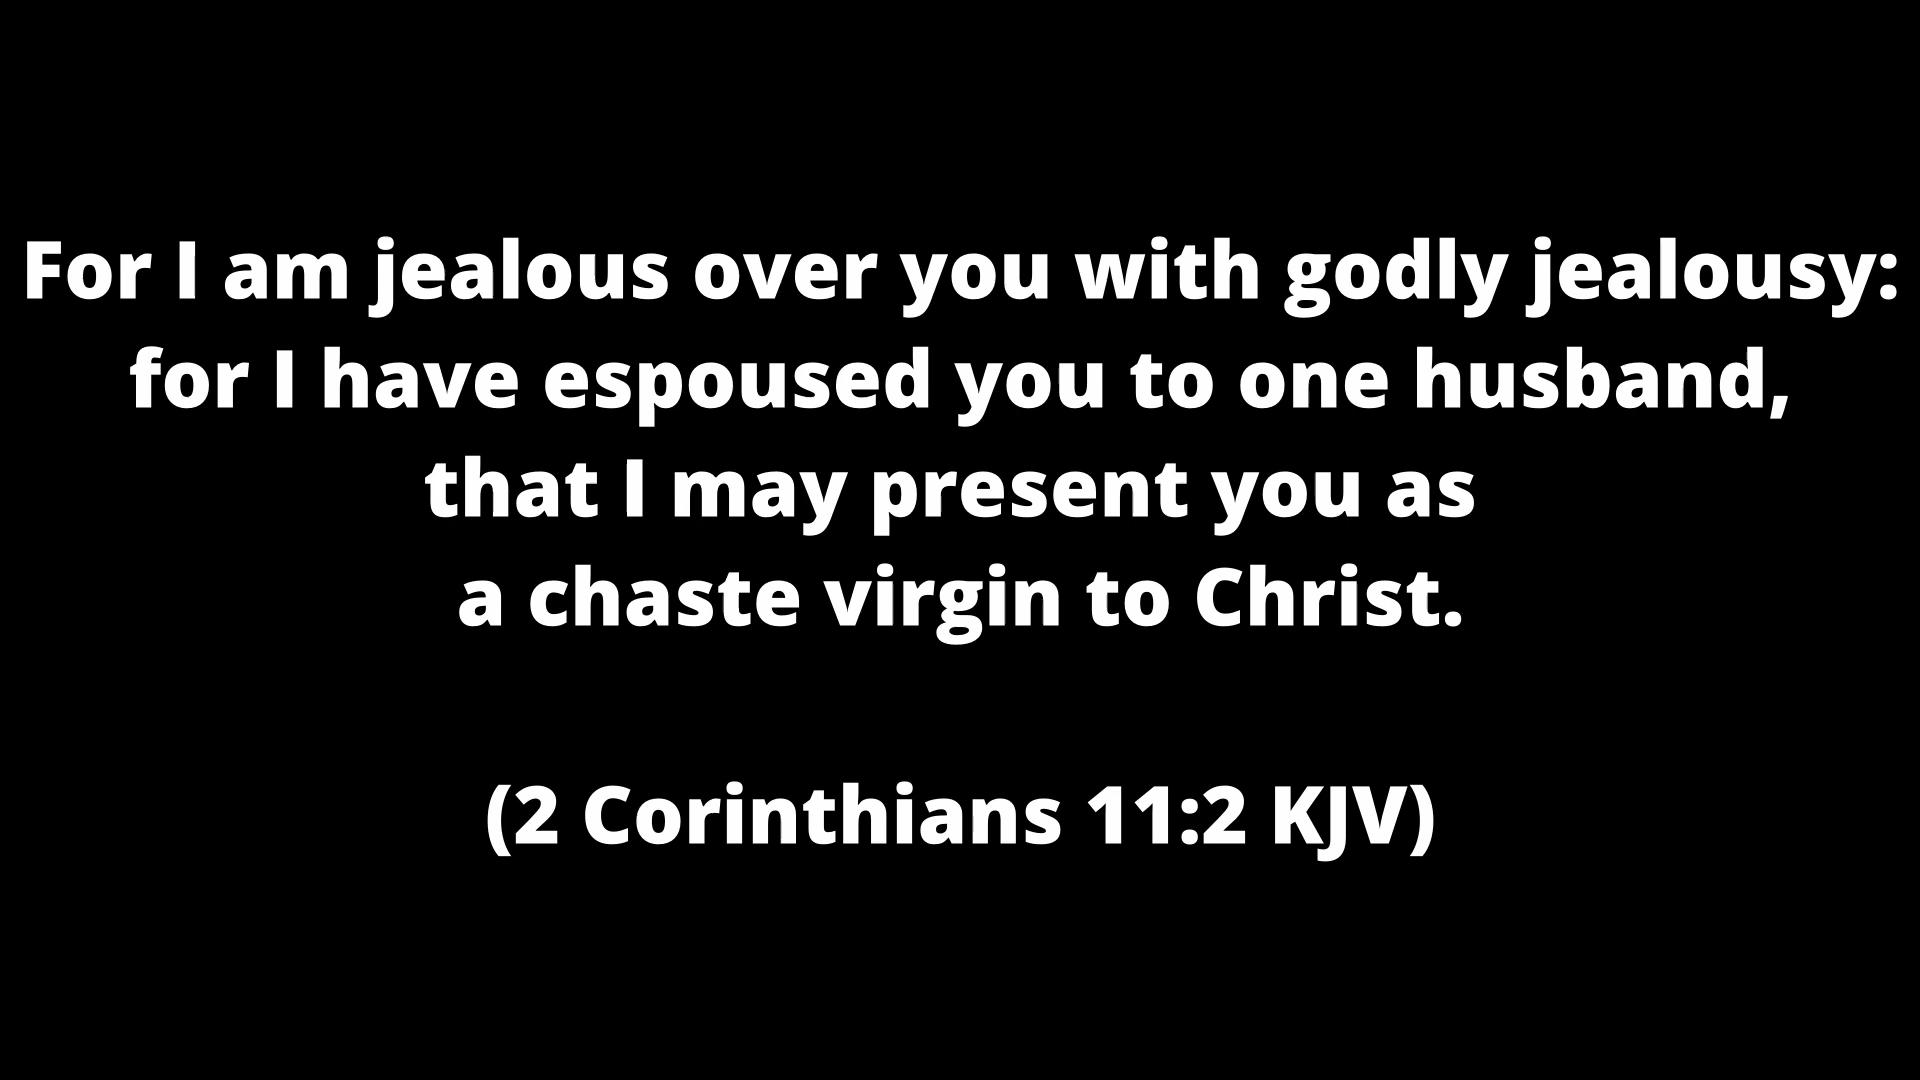 For I am jealous over you with godly jealousy:
for I have espoused you to one husband,
that I may present you as
a chaste virgin to Christ.
(2 Corinthians 11:2 KJV)